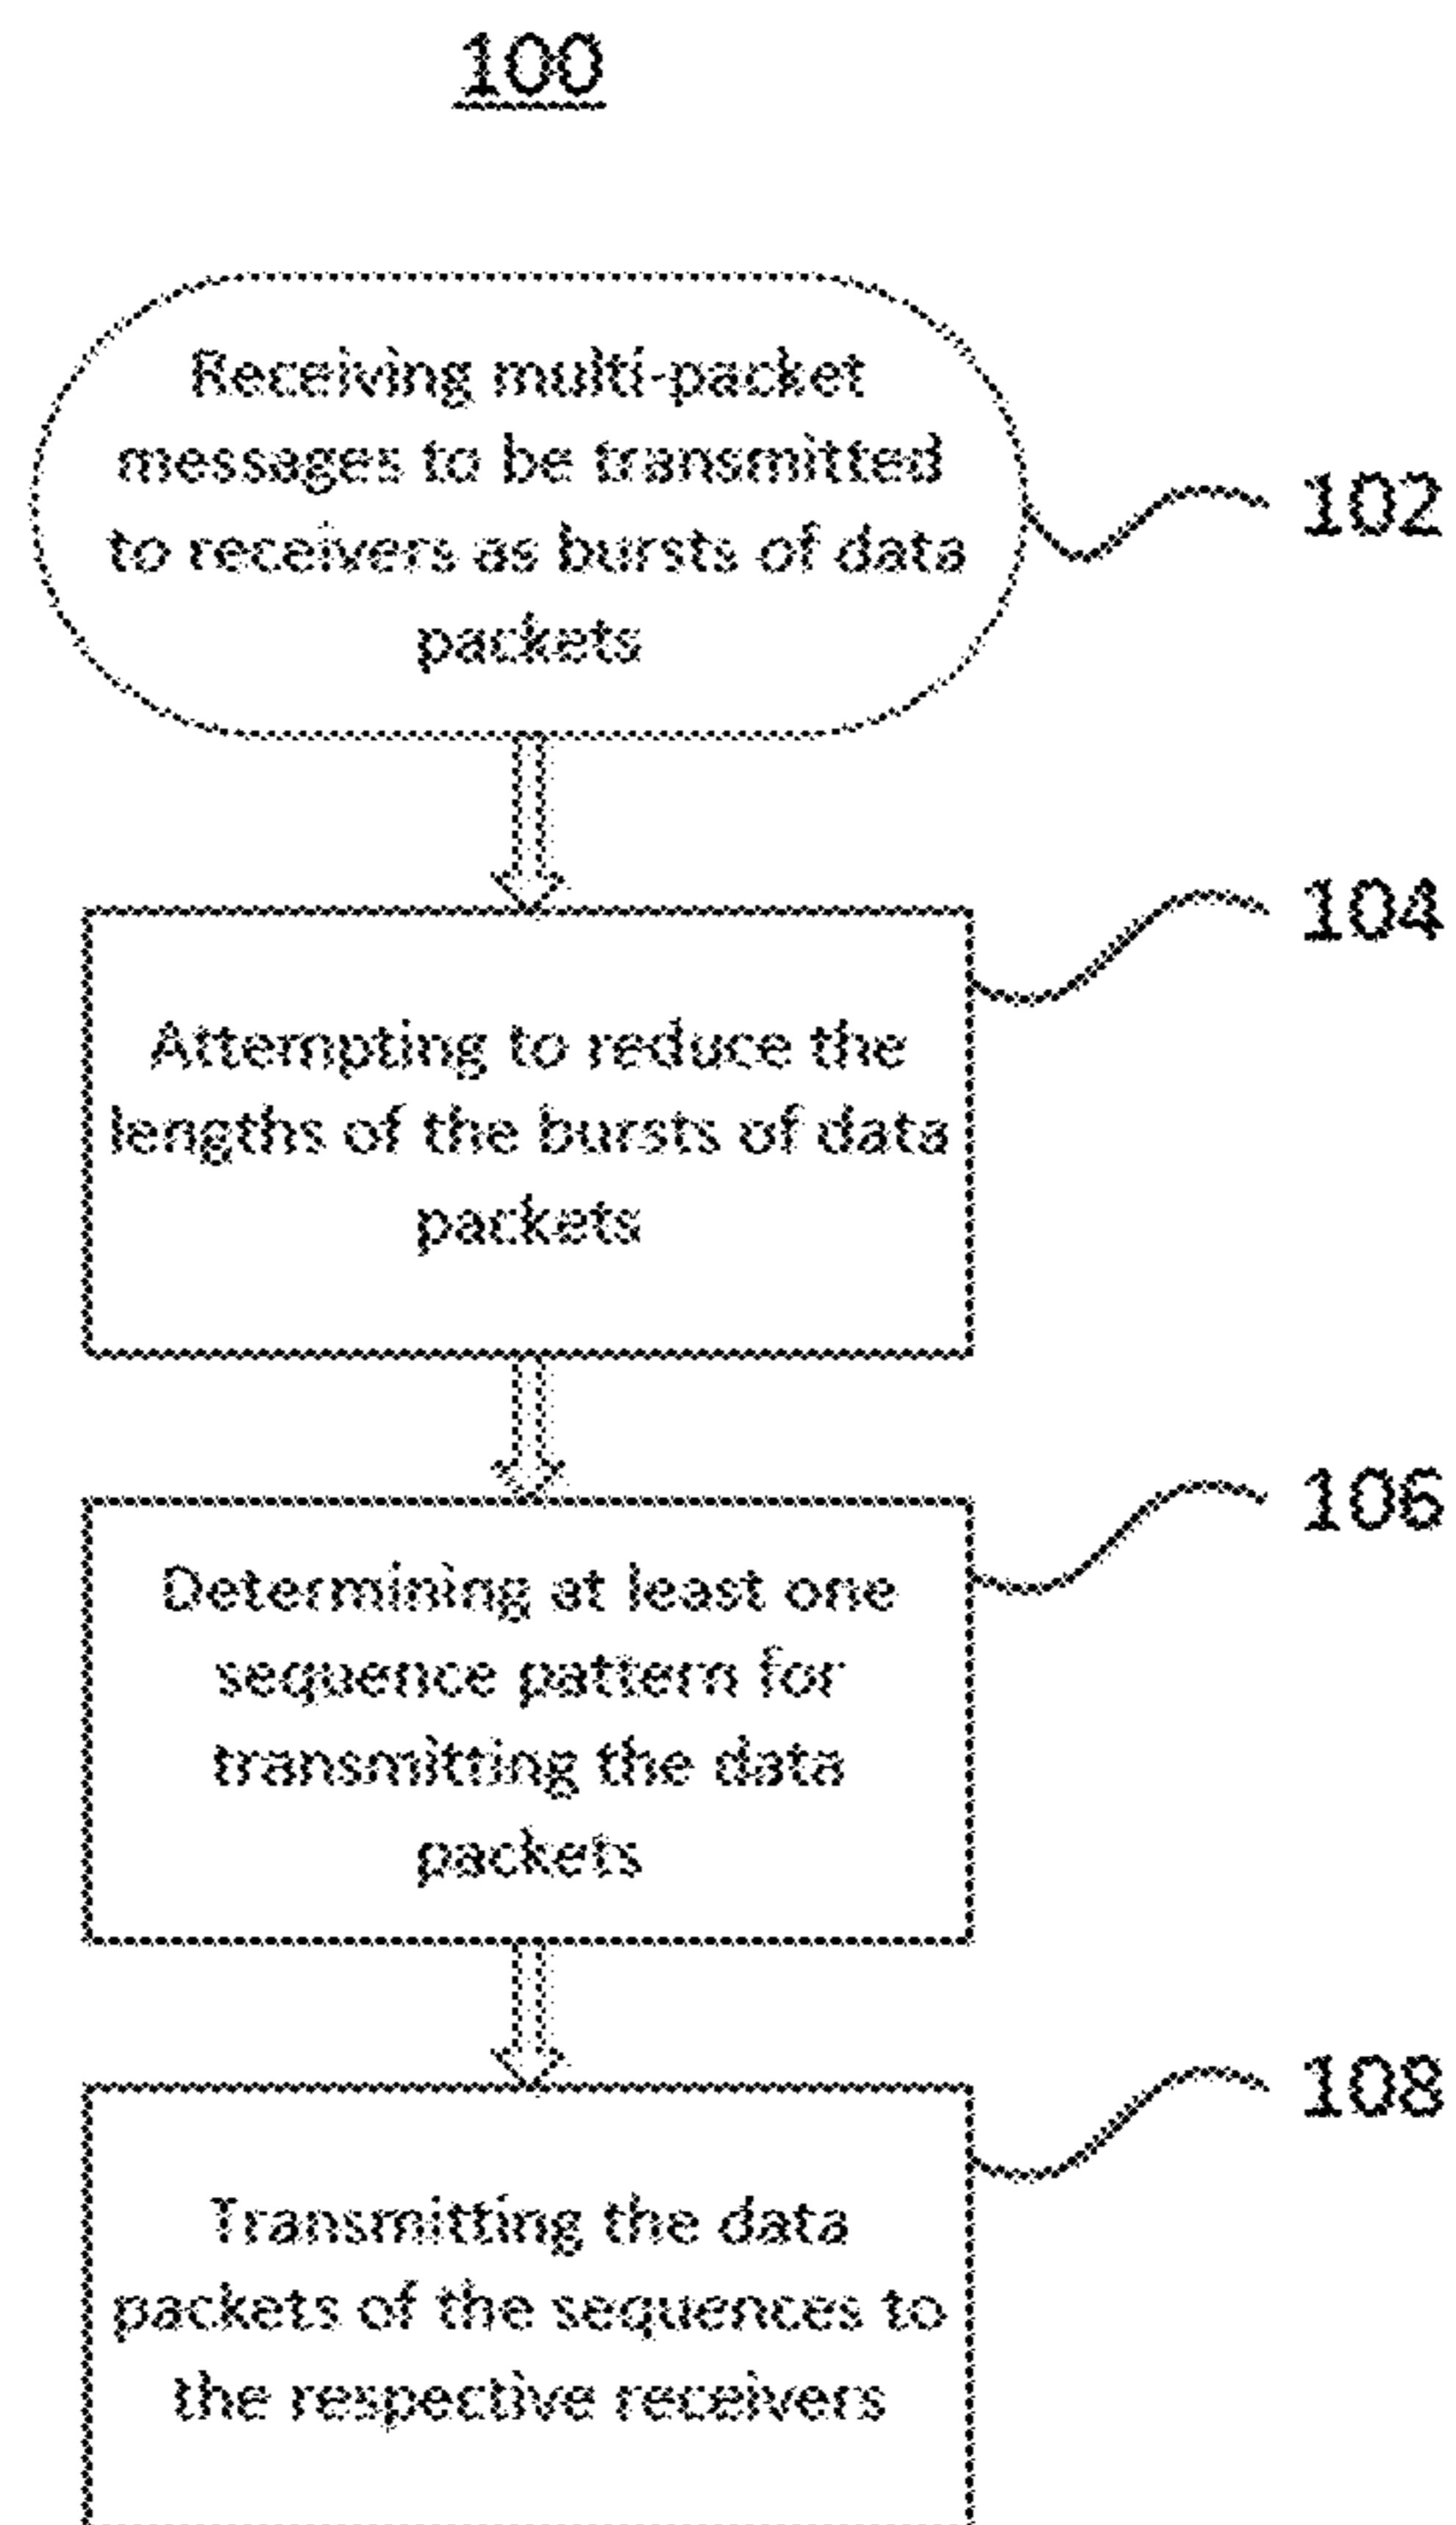 100
Receiving multi-packet
messages to be transmitted
to receivers as bursts of data
packets
102
104
Attempting to reduce the
lengths of the bursts of data
packets
106
Determining at least one
sequence pattern for
transmitting the data
packets
108
Transmitting the data
packets of the sequences to
the respective receivers